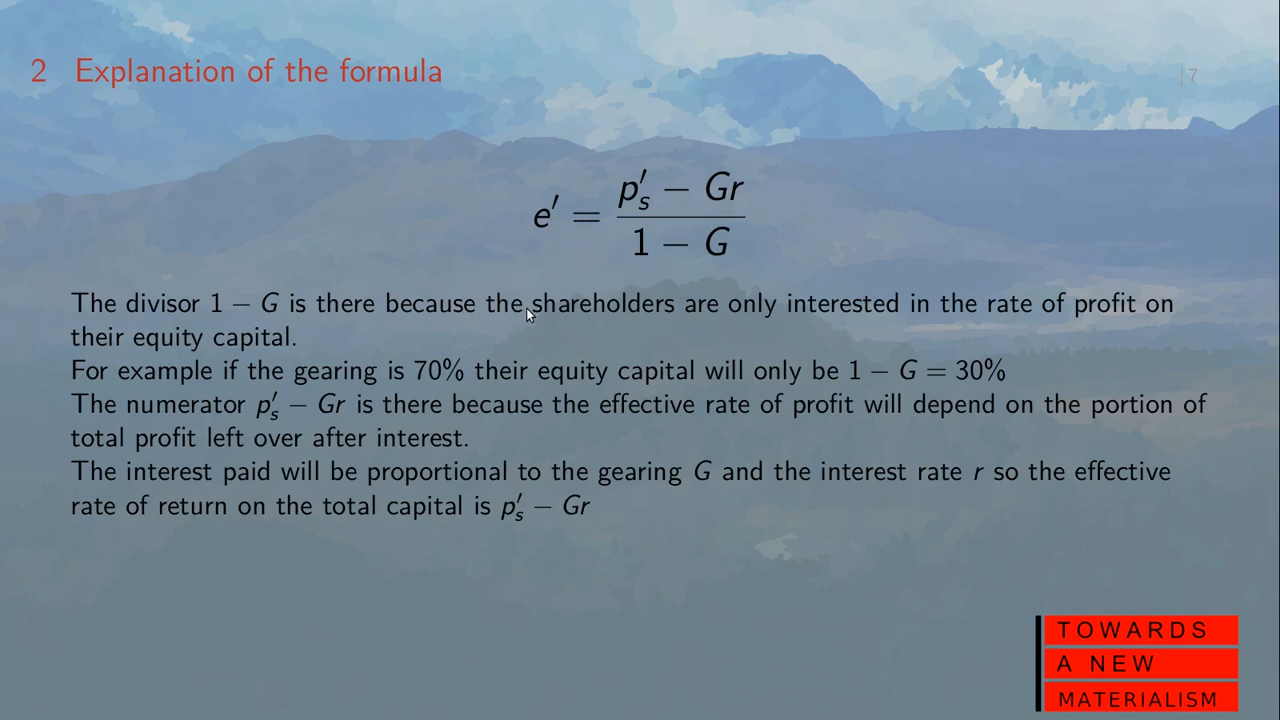 2 Explanation of the formula
| 7
e′ = (p′ₛ − Gr) / (1 − G)
The divisor 1 − G is there because the shareholders are only interested in the rate of profit on
their equity capital.
For example if the gearing is 70% their equity capital will only be 1 − G = 30%
The numerator p′ₛ − Gr is there because the effective rate of profit will depend on the portion of
total profit left over after interest.
The interest paid will be proportional to the gearing G and the interest rate r so the effective
rate of return on the total capital is p′ₛ − Gr
TOWARDS
A NEW
MATERIALISM